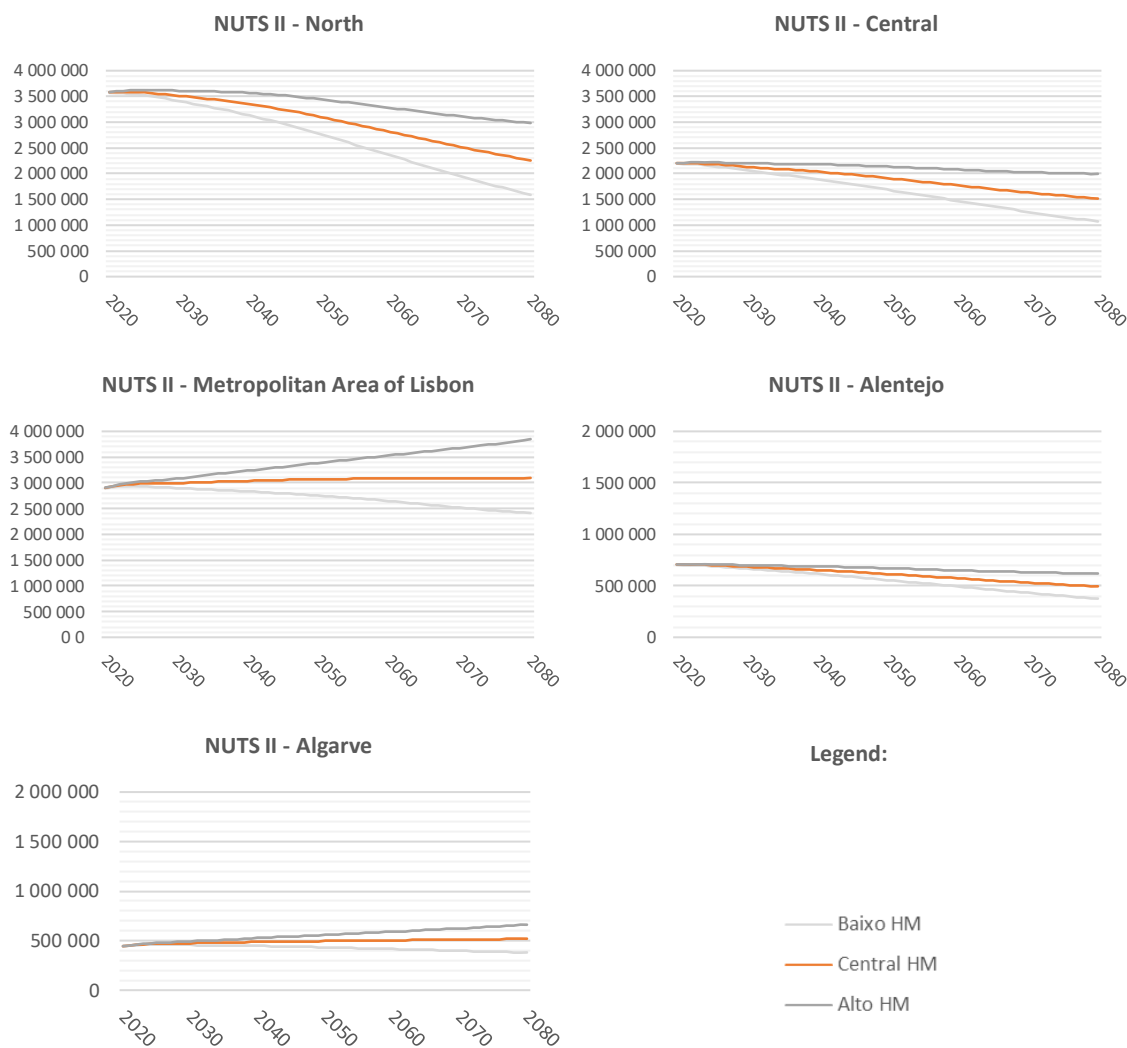 NUTS II - North
4 000 000
3 500 000
3 000 000
2 500 000
2 000 000
1 500 000
1 000 000
500 000
0
2020 2030 2040 2050 2060 2070 2080
NUTS II - Central
4 000 000
3 500 000
3 000 000
2 500 000
2 000 000
1 500 000
1 000 000
500 000
0
2020 2030 2040 2050 2060 2070 2080
NUTS II - Metropolitan Area of Lisbon
4 000 000
3 500 000
3 000 000
2 500 000
2 000 000
1 500 000
1 000 000
500 000
0 0
2020 2030 2040 2050 2060 2070 2080
NUTS II - Alentejo
2 000 000
1 500 000
1 000 000
500 000
0
2020 2030 2040 2050 2060 2070 2080
NUTS II - Algarve
2 000 000
1 500 000
1 000 000
500 000
0
2020 2030 2040 2050 2060 2070 2080
Legend:
Baixo HM
Central HM
Alto HM